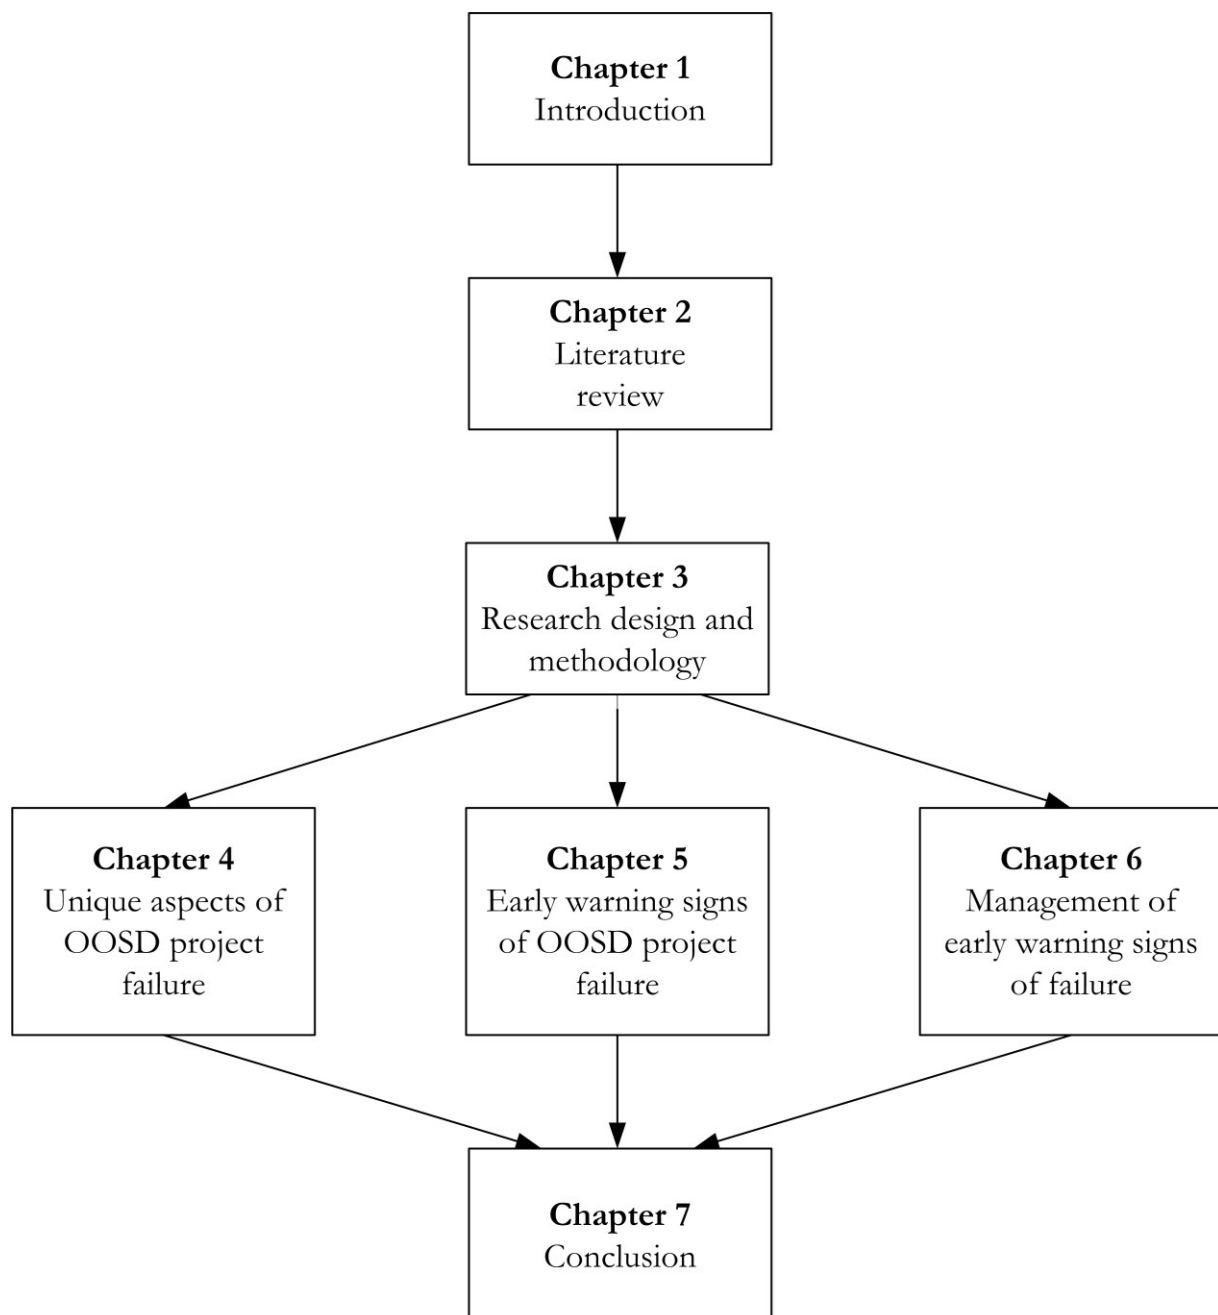 Chapter 1
Introduction
Chapter 2
Literature
review
Chapter 3
Research design and
methodology
Chapter 4
Unique aspects of
OOSD project
failure
Chapter 5
Early warning signs
of OOSD project
failure
Chapter 6
Management of
early warning signs
of failure
Chapter 7
Conclusion